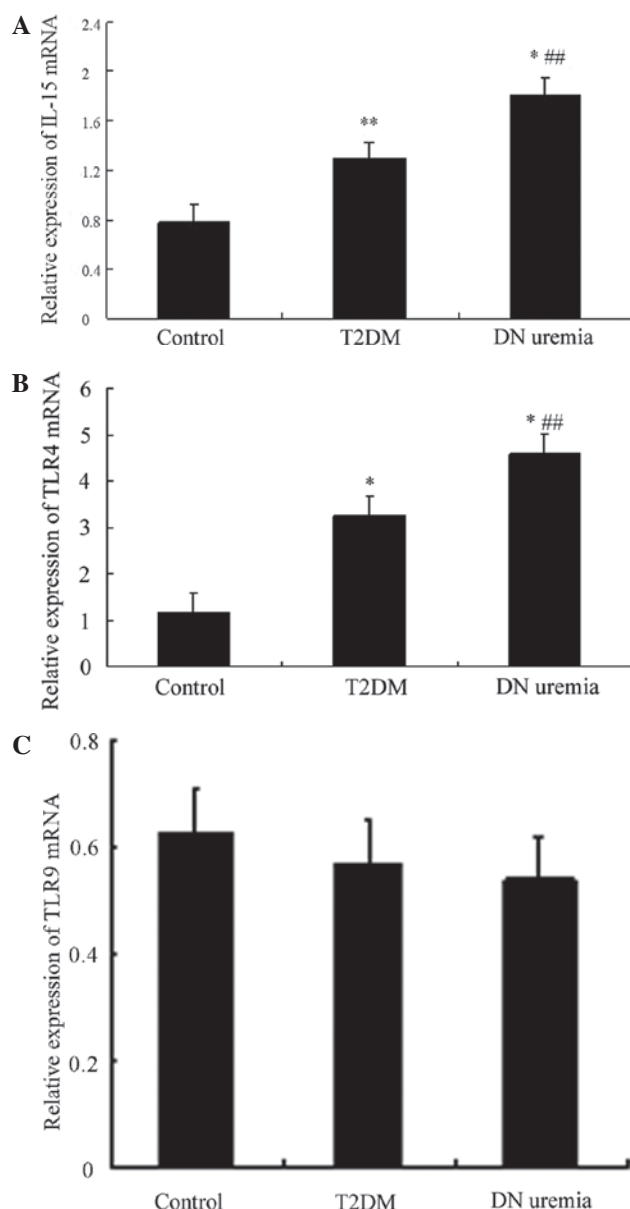 A
Relative expression of IL-15 mRNA
2.4
2
1.6
1.2
0.8
0.4
0
**
* ##
Control
T2DM
DN uremia
B
Relative expression of TLR4 mRNA
6
5
4
3
2
1
0
*
* ##
Control
T2DM
DN uremia
C
Relative expression of TLR9 mRNA
0.8
0.6
0.4
0.2
0
Control
T2DM
DN uremia